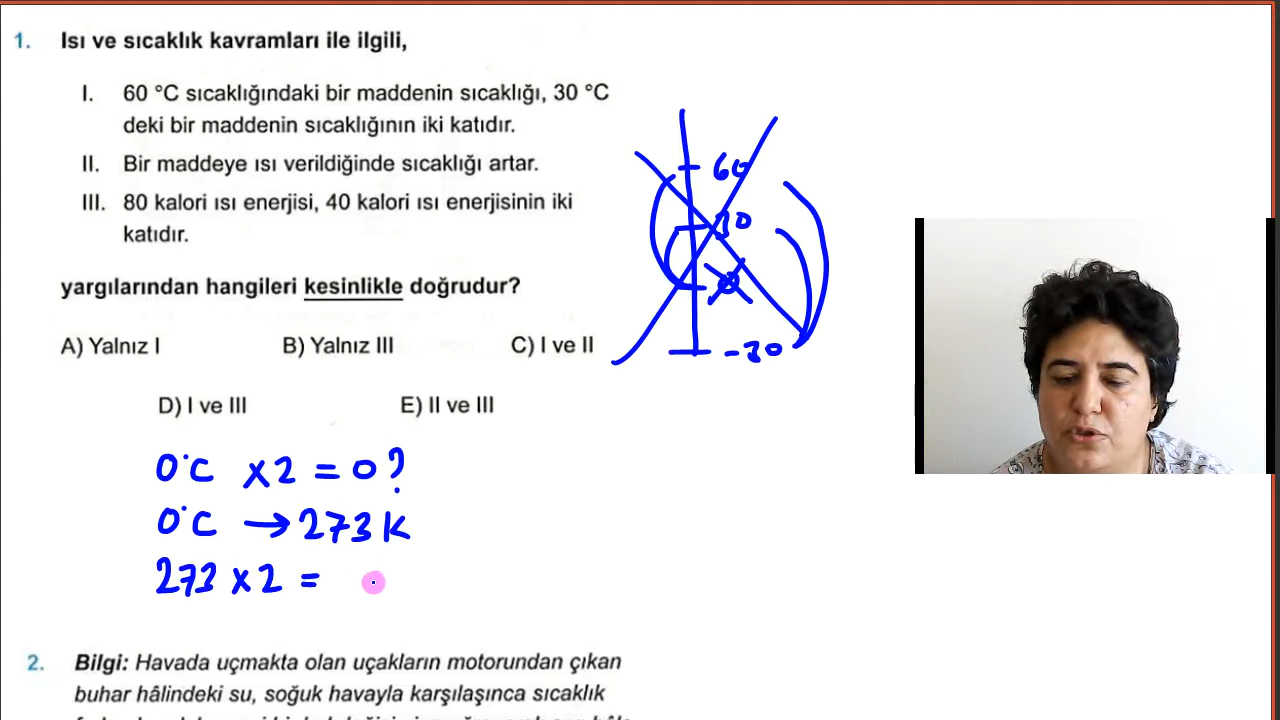 1. Isı ve sıcaklık kavramları ile ilgili,
I. 60 °C sıcaklığındaki bir maddenin sıcaklığı, 30 °C
deki bir maddenin sıcaklığının iki katıdır.
II. Bir maddeye ısı verildiğinde sıcaklığı artar.
III. 80 kalori ısı enerjisi, 40 kalori ısı enerjisinin iki
katıdır.
yargılarından hangileri kesinlikle doğrudur?
A) Yalnız I B) Yalnız III C) I ve II
D) I ve III E) II ve III
60
30
0
-30
0°C x2 = 0?
0°C → 273 K
273 x 2 =
2. Bilgi: Havada uçmakta olan uçakların motorundan çıkan
buhar hâlindeki su, soğuk havayla karşılaşınca sıcaklık